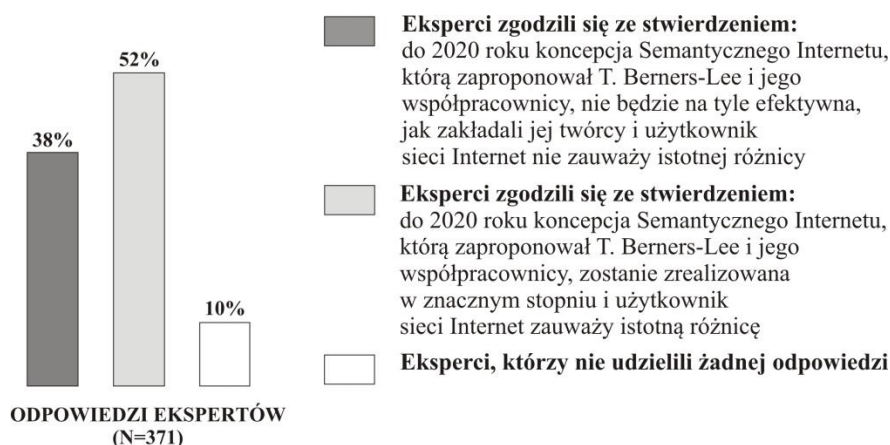 52%
38%
10%
ODPOWIEDZI EKSPERTÓW
(N=371)
Eksperci zgodzili się ze stwierdzeniem:
do 2020 roku koncepcja Semantycznego Internetu,
którą zaproponował T. Berners-Lee i jego
współpracownicy, nie będzie na tyle efektywna,
jak zakładali jej twórcy i użytkownik
sieci Internet nie zauważy istotnej różnicy
Eksperci zgodzili się ze stwierdzeniem:
do 2020 roku koncepcja Semantycznego Internetu,
którą zaproponował T. Berners-Lee i jego
współpracownicy, zostanie zrealizowana
w znacznym stopniu i użytkownik
sieci Internet zauważy istotną różnicę
Eksperci, którzy nie udzielili żadnej odpowiedzi